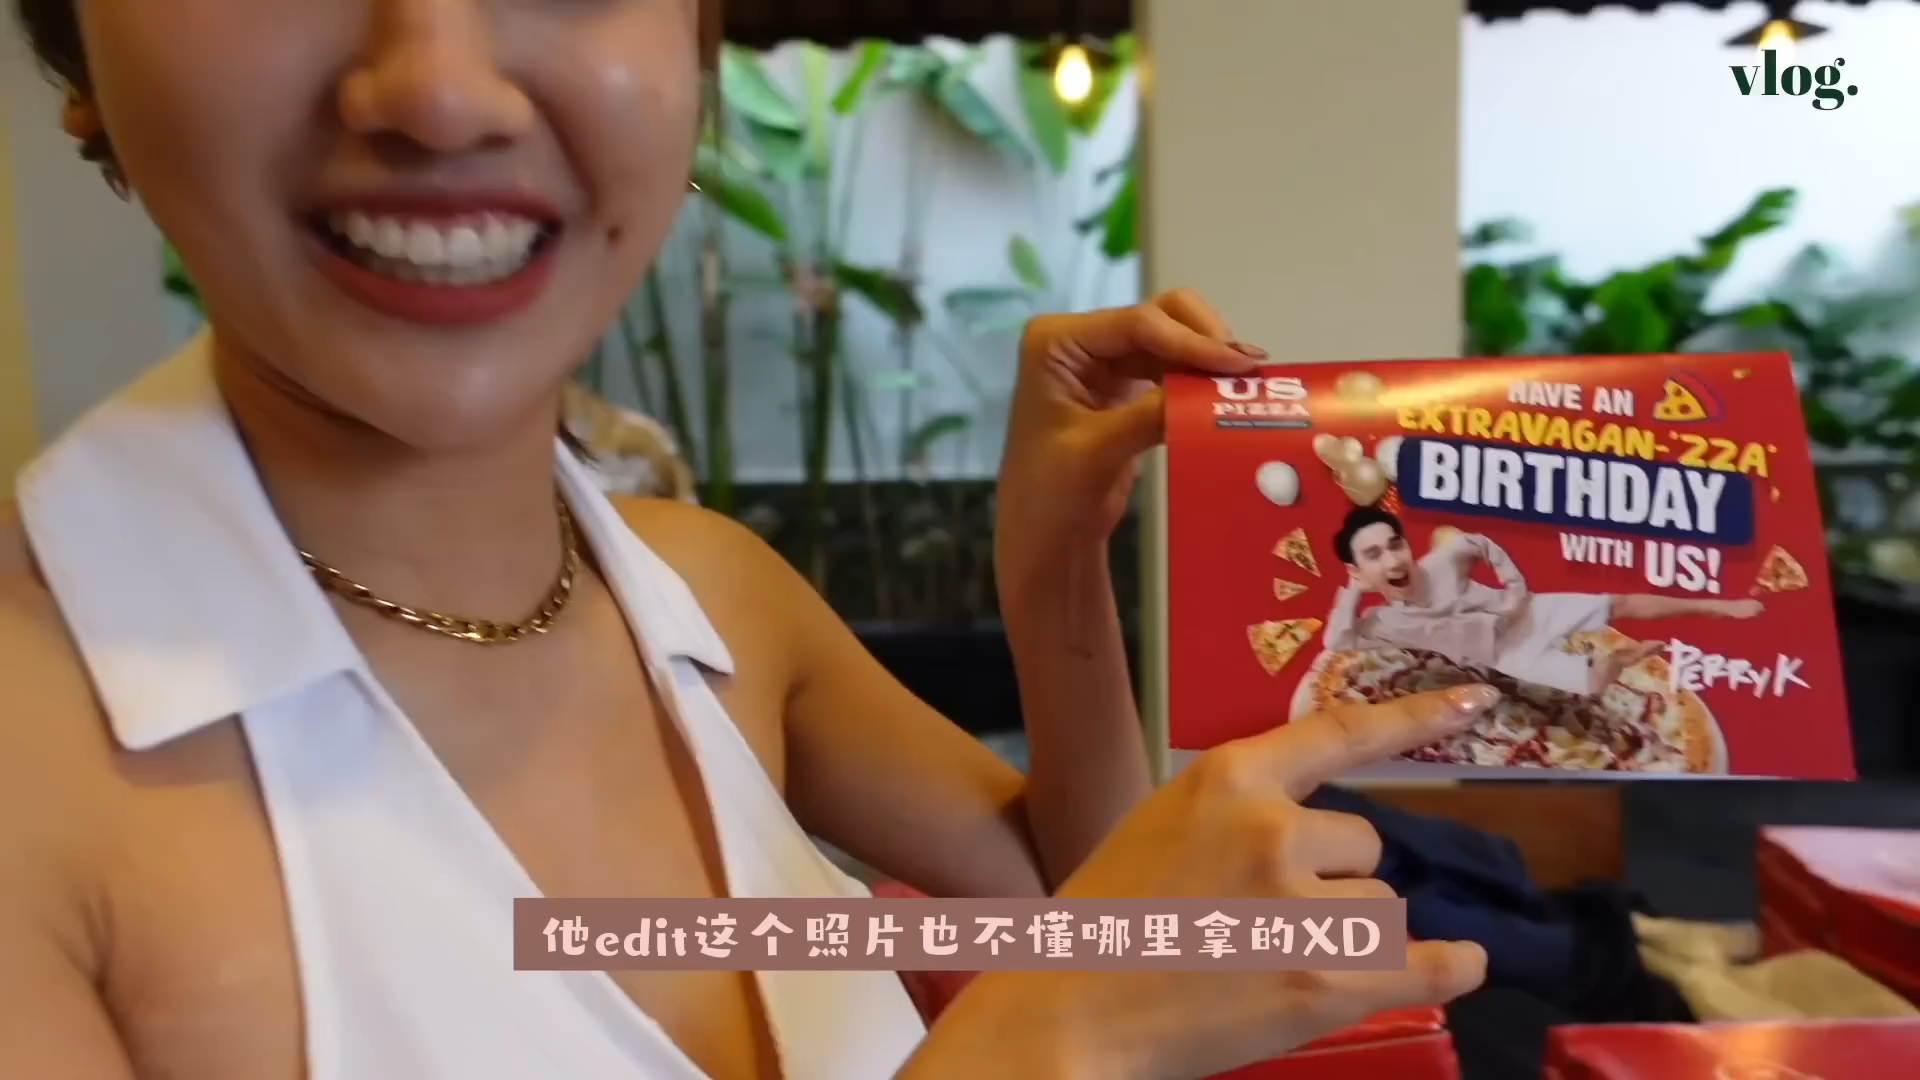 vlog.
US
PIZZA
HAVE AN
EXTRAVAGAN-'ZZA'
BIRTHDAY
WITH US!
PERRY K
他edit这个照片也不懂哪里拿的XD